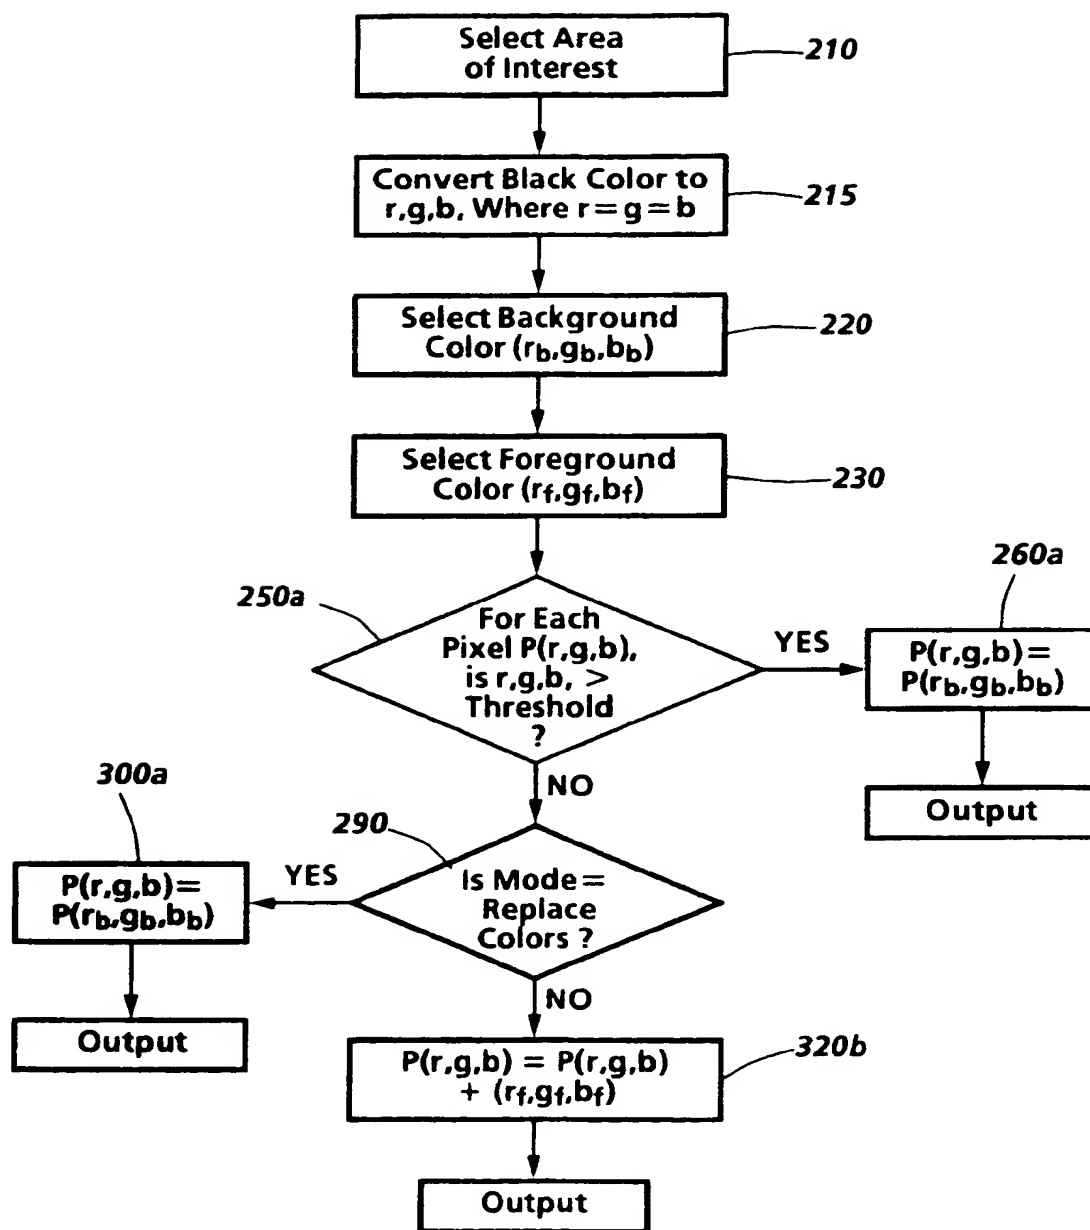 Select Area
of Interest
210
Convert Black Color to
r,g,b, Where r = g = b
215
Select Background
Color (rb,gb,bb)
220
Select Foreground
Color (rf,gf,bf)
230
250a
For Each
Pixel P(r,g,b),
is r,g,b, >
Threshold
?
YES
260a
P(r,g,b) =
P(rb,gb,bb)
Output
NO
300a
290
Is Mode =
Replace
Colors ?
YES
P(r,g,b) =
P(rb,gb,bb)
Output
NO
P(r,g,b) = P(r,g,b)
+ (rf,gf,bf)
320b
Output